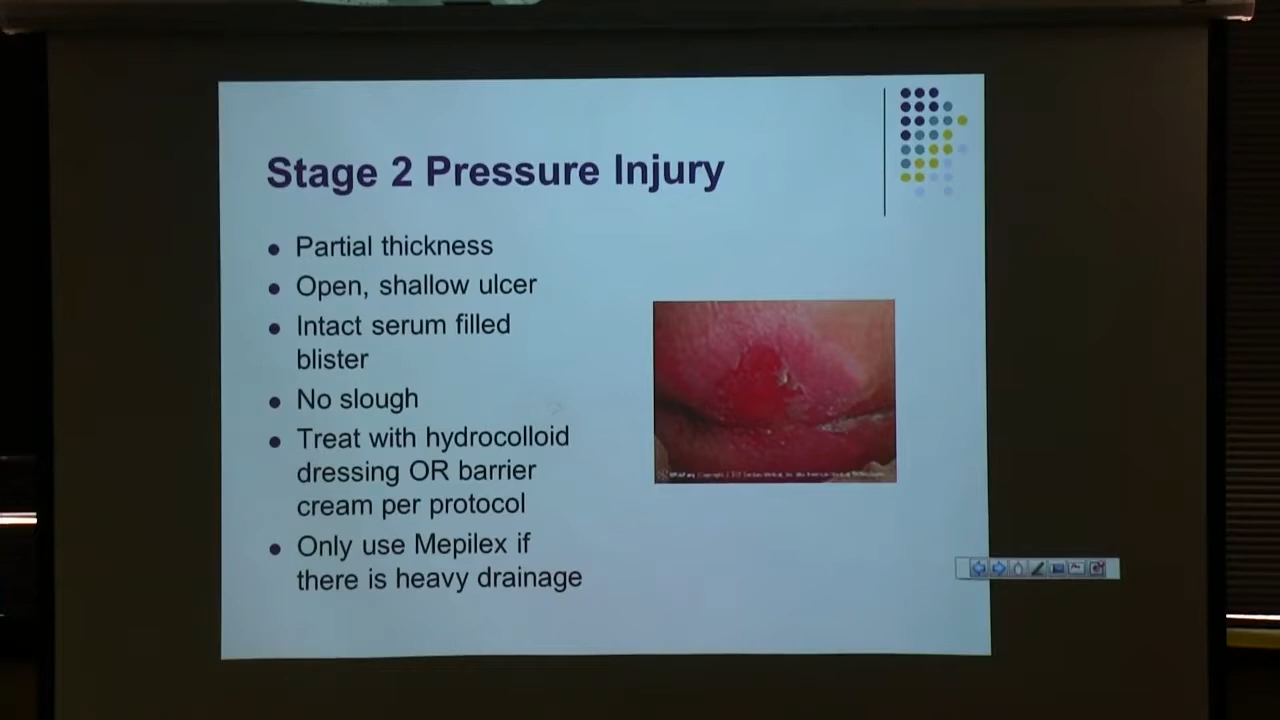 Stage 2 Pressure Injury
Partial thickness
Open, shallow ulcer
Intact serum filled
blister
No slough
Treat with hydrocolloid
dressing OR barrier
cream per protocol
Only use Mepilex if
there is heavy drainage